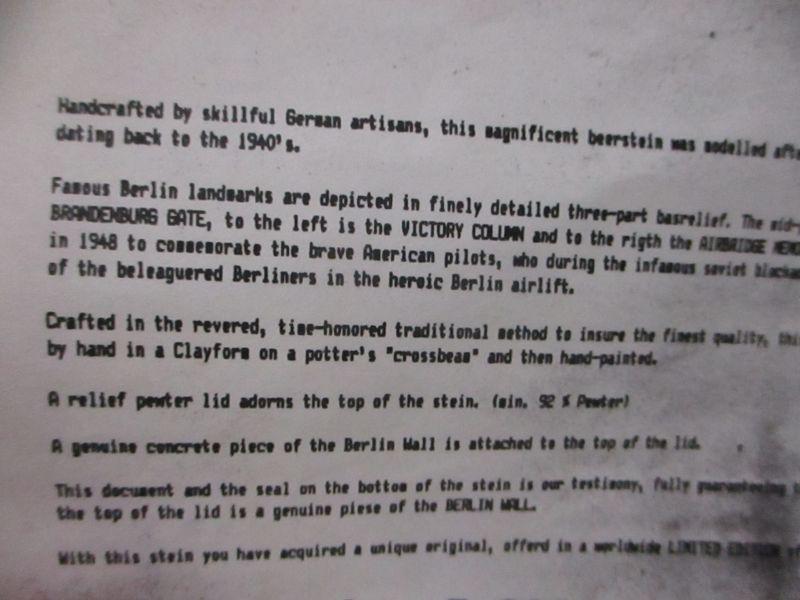 Handcrafted by skillful German artisans, this magnificent beerstein was modelled afte
dating back to the 1940's.
Famous Berlin landmarks are depicted in finely detailed three-part basrelief. The mid-
BRANDENBURG GATE, to the left is the VICTORY COLUMN and to the rigth the AIRBRIDGE
in 1948 to commemorate the brave American pilots, who during the infamous soviet
of the beleaguered Berliners in the heroic Berlin airlift.
Crafted in the revered, time-honored traditional method to insure the finest quality, this
by hand in a Clayform on a potter's "crossbeam" and then hand-painted.
A relief pewter lid adorns the top of the stein. (min. 92 % Pewter)
A genuine concrete piece of the Berlin Wall is attached to the top of the lid.
This document and the seal on the bottom of the stein is our testimony, fully guaranteeing
the top of the lid is a genuine piese of the BERLIN WALL.
With this stein you have acquired a unique original, offerd in a worldwide LIMITED EDITION of